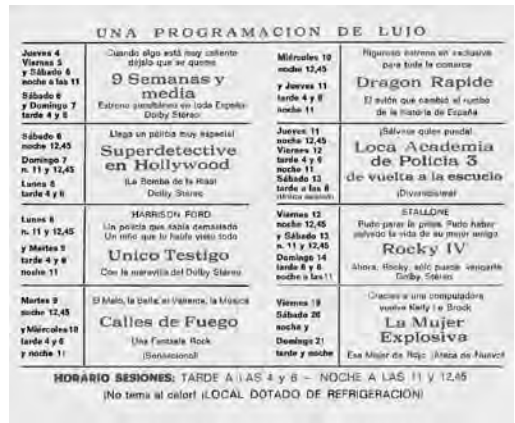 UNA PROGRAMACION DE LUJO
Jueves 4
Viernes 5
y Sábado 6
noche a las 11
Sábado 6
y Domingo 7
tarde 4 y 6
Cuando algo está muy caliente
déjalo que se queme
9 Semanas y
media
Estreno simultáneo en toda España
Dolby Stereo
Sábado 6
noche 12,45
Domingo 7
n. 11 y 12,45
Lunes 8
tarde 4 y 6
Llega un policía muy especial
Superdetective
en Hollywood
¡La Bomba de la Risa!
Dolby Stereo
Lunes 8
n. 11 y 12,45
y Martes 9
tarde 4 y 6
noche 11
HARRISON FORD
Un policía que sabía demasiado
Un niño que lo había visto todo
Unico Testigo
Con la maravilla del Dolby Stereo
Martes 9
noche 12,45
y Miércoles 10
tarde 4 y 6
y noche 11
El Malo, la Bella, el Valiente, la Música
Calles de Fuego
Una Fantasía Rock
¡Sensacional!
Miércoles 10
noche 12,45
y Jueves 11
tarde 4 y 6
noche 11
Riguroso estreno en exclusiva
para toda la comarca
Dragon Rapide
El avión que cambió el rumbo
de la historia de España
Jueves 11
noche 12,45
Viernes 12
tarde 4 y 6
noche 11
Sábado 13
tarde a las 6
¡Sálvese quien pueda!
Loca Academia
de Policia 3
de vuelta a la escuela
¡Divertidísima!
Viernes 12
noche 12,45
y Sábado 13
n. 11 y 12,45
Domingo 14
tarde 6 y 8
noche a las 11
STALLONE
Pudo parar la pelea. Pudo haber
salvado la vida de su mejor amigo
Rocky IV
Ahora, Rocky, sólo puede vengarle
Dolby Stereo
Viernes 19
Sábado 20
noche y
Domingo 21
tarde y noche
Gracias a una computadora
vuelve Kelly Le Brock
La Mujer
Explosiva
Esa Mujer de Rojo ¡Ataca de Nuevo!
HORARIO SESIONES: TARDE A LAS 4 y 6 – NOCHE A LAS 11 Y 12,45
¡No tema al calor! ¡LOCAL DOTADO DE REFRIGERACION!